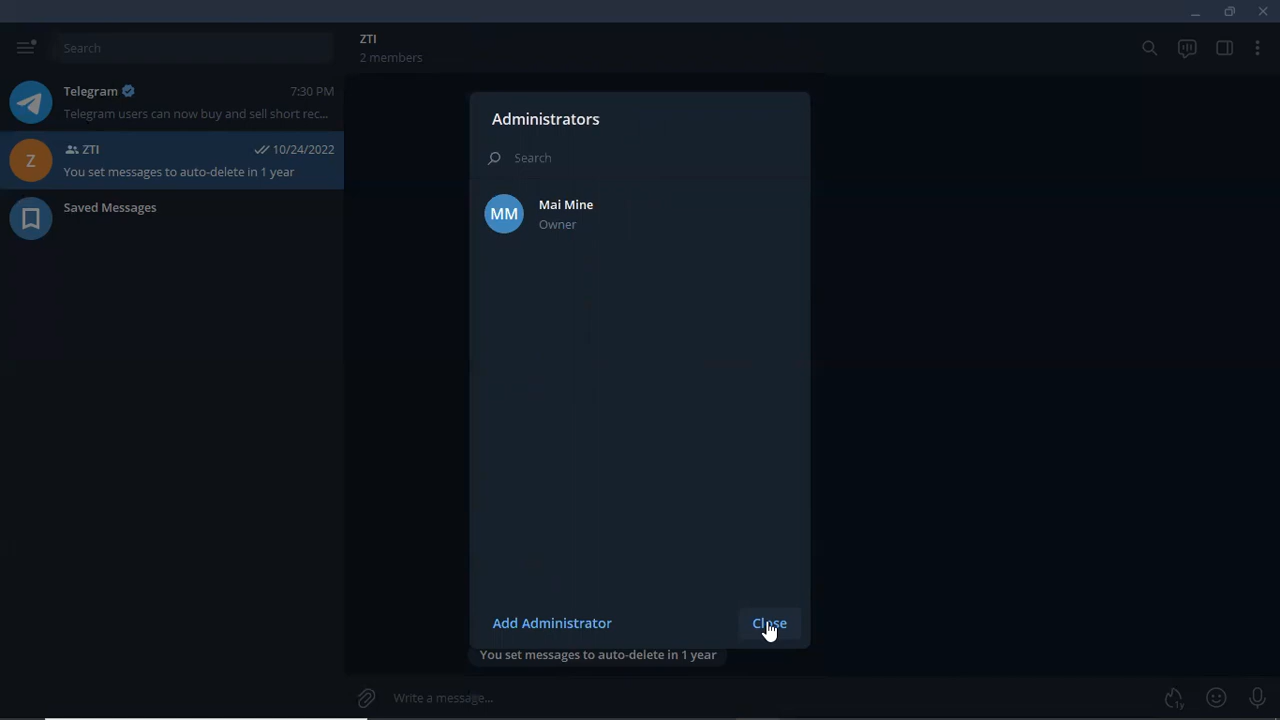 Search
ZTI
2 members
Telegram 7:30 PM
Telegram users can now buy and sell short rec...
Z
ZTI 10/24/2022
You set messages to auto-delete in 1 year
Saved Messages
Administrators
Search
MM
Mai Mine
Owner
Add Administrator Close
You set messages to auto-delete in 1 year
Write a message...
1y